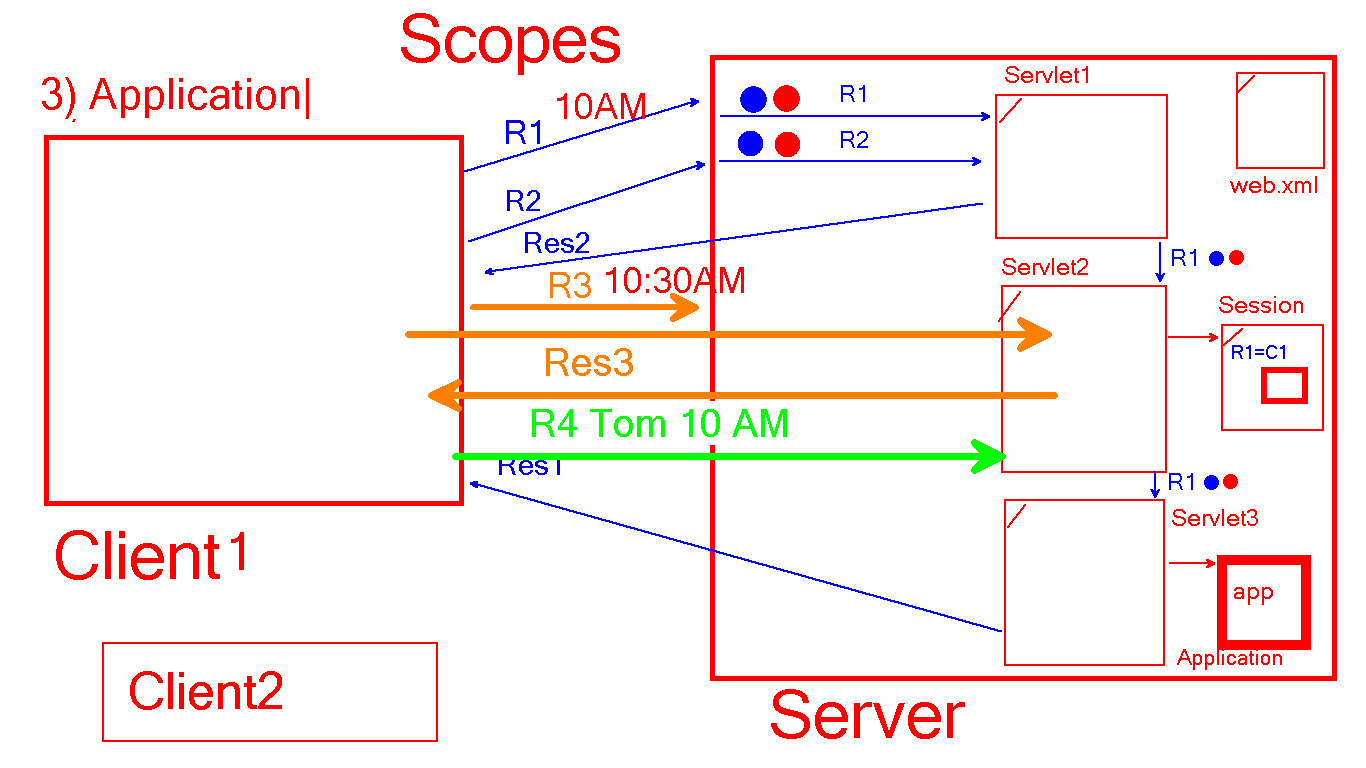 Scopes
3) Application
10AM
R1
R2
Res2
R3 10:30AM
Res3
R4 Tom 10 AM
Res1
Client1
Client2
Servlet1
R1
R2
web.xml
R1
Servlet2
Session
R1=C1
R1
Servlet3
app
Application
Server